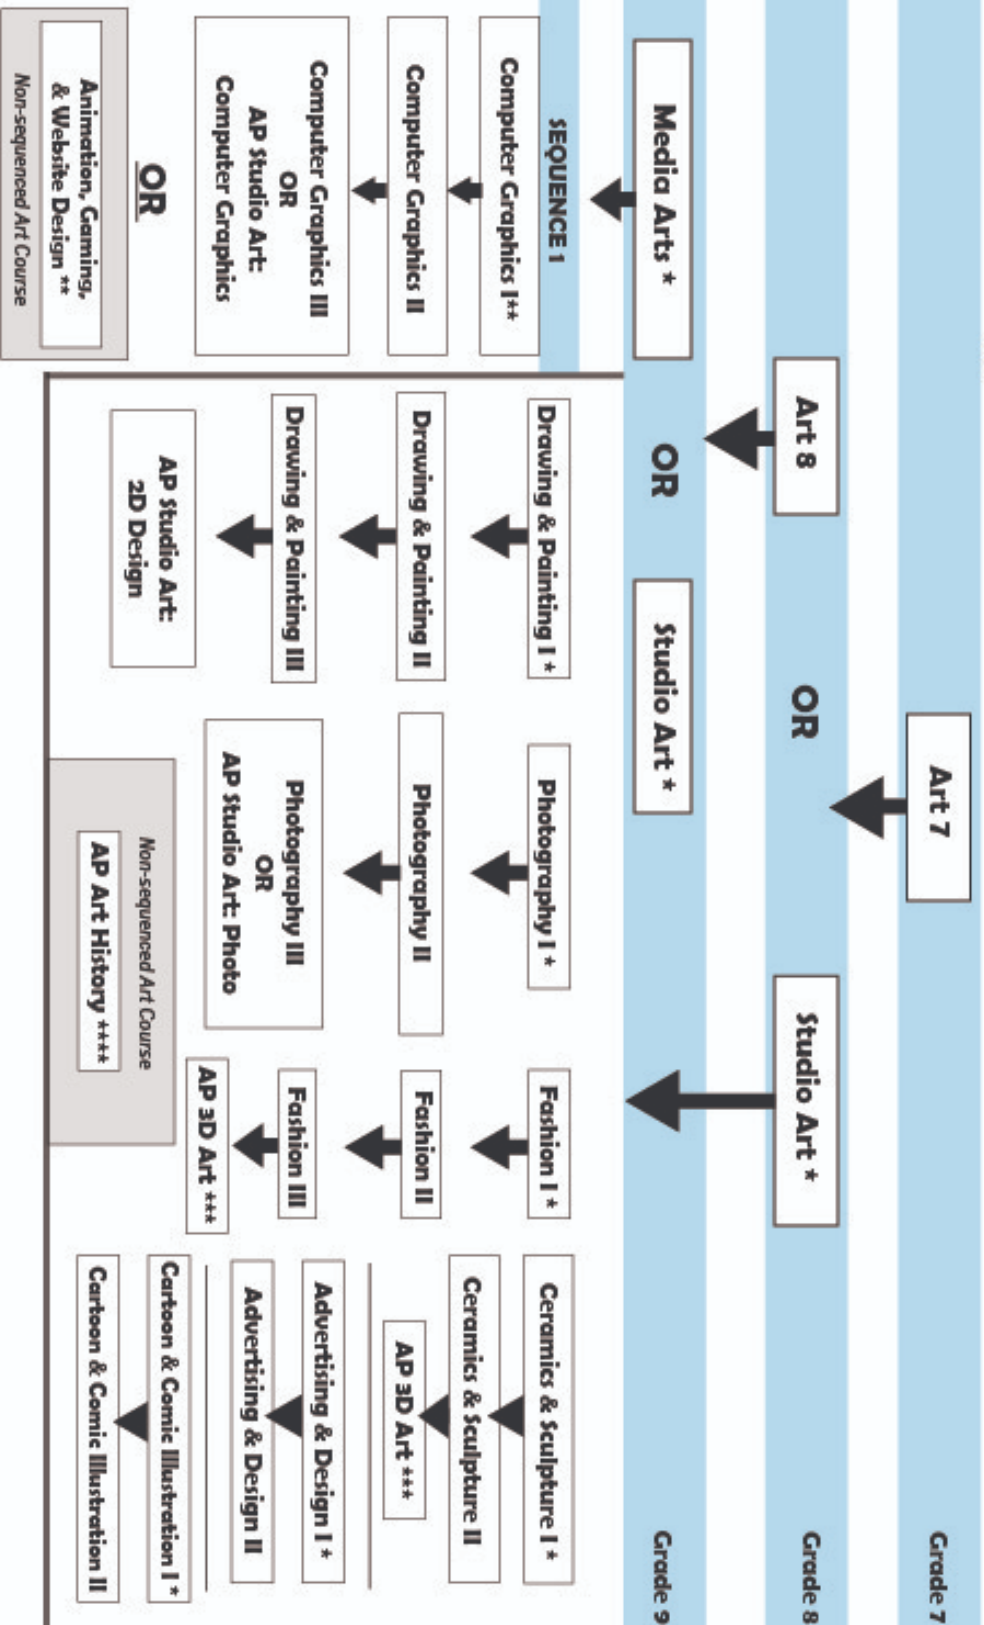 Grade 7
Art 7
Grade 8
Art 8
OR
Studio Art *
Grade 9
Media Arts *
OR
Studio Art *
SEQUENCE 1
Computer Graphics I**
Computer Graphics II
Computer Graphics III
OR
AP Studio Art:
Computer Graphics
OR
Animation, Gaming,
& Website Design **
Non-sequenced Art Course
Drawing & Painting I *
Drawing & Painting II
Drawing & Painting III
AP Studio Art:
2D Design
Photography I *
Photography II
Photography III
OR
AP Studio Art: Photo
Non-sequenced Art Course
AP Art History ****
Fashion I *
Fashion II
Fashion III
AP 3D Art ***
Ceramics & Sculpture I *
Ceramics & Sculpture II
AP 3D Art ***
Advertising & Design I *
Advertising & Design II
Cartoon & Comic Illustration I *
Cartoon & Comic Illustration II